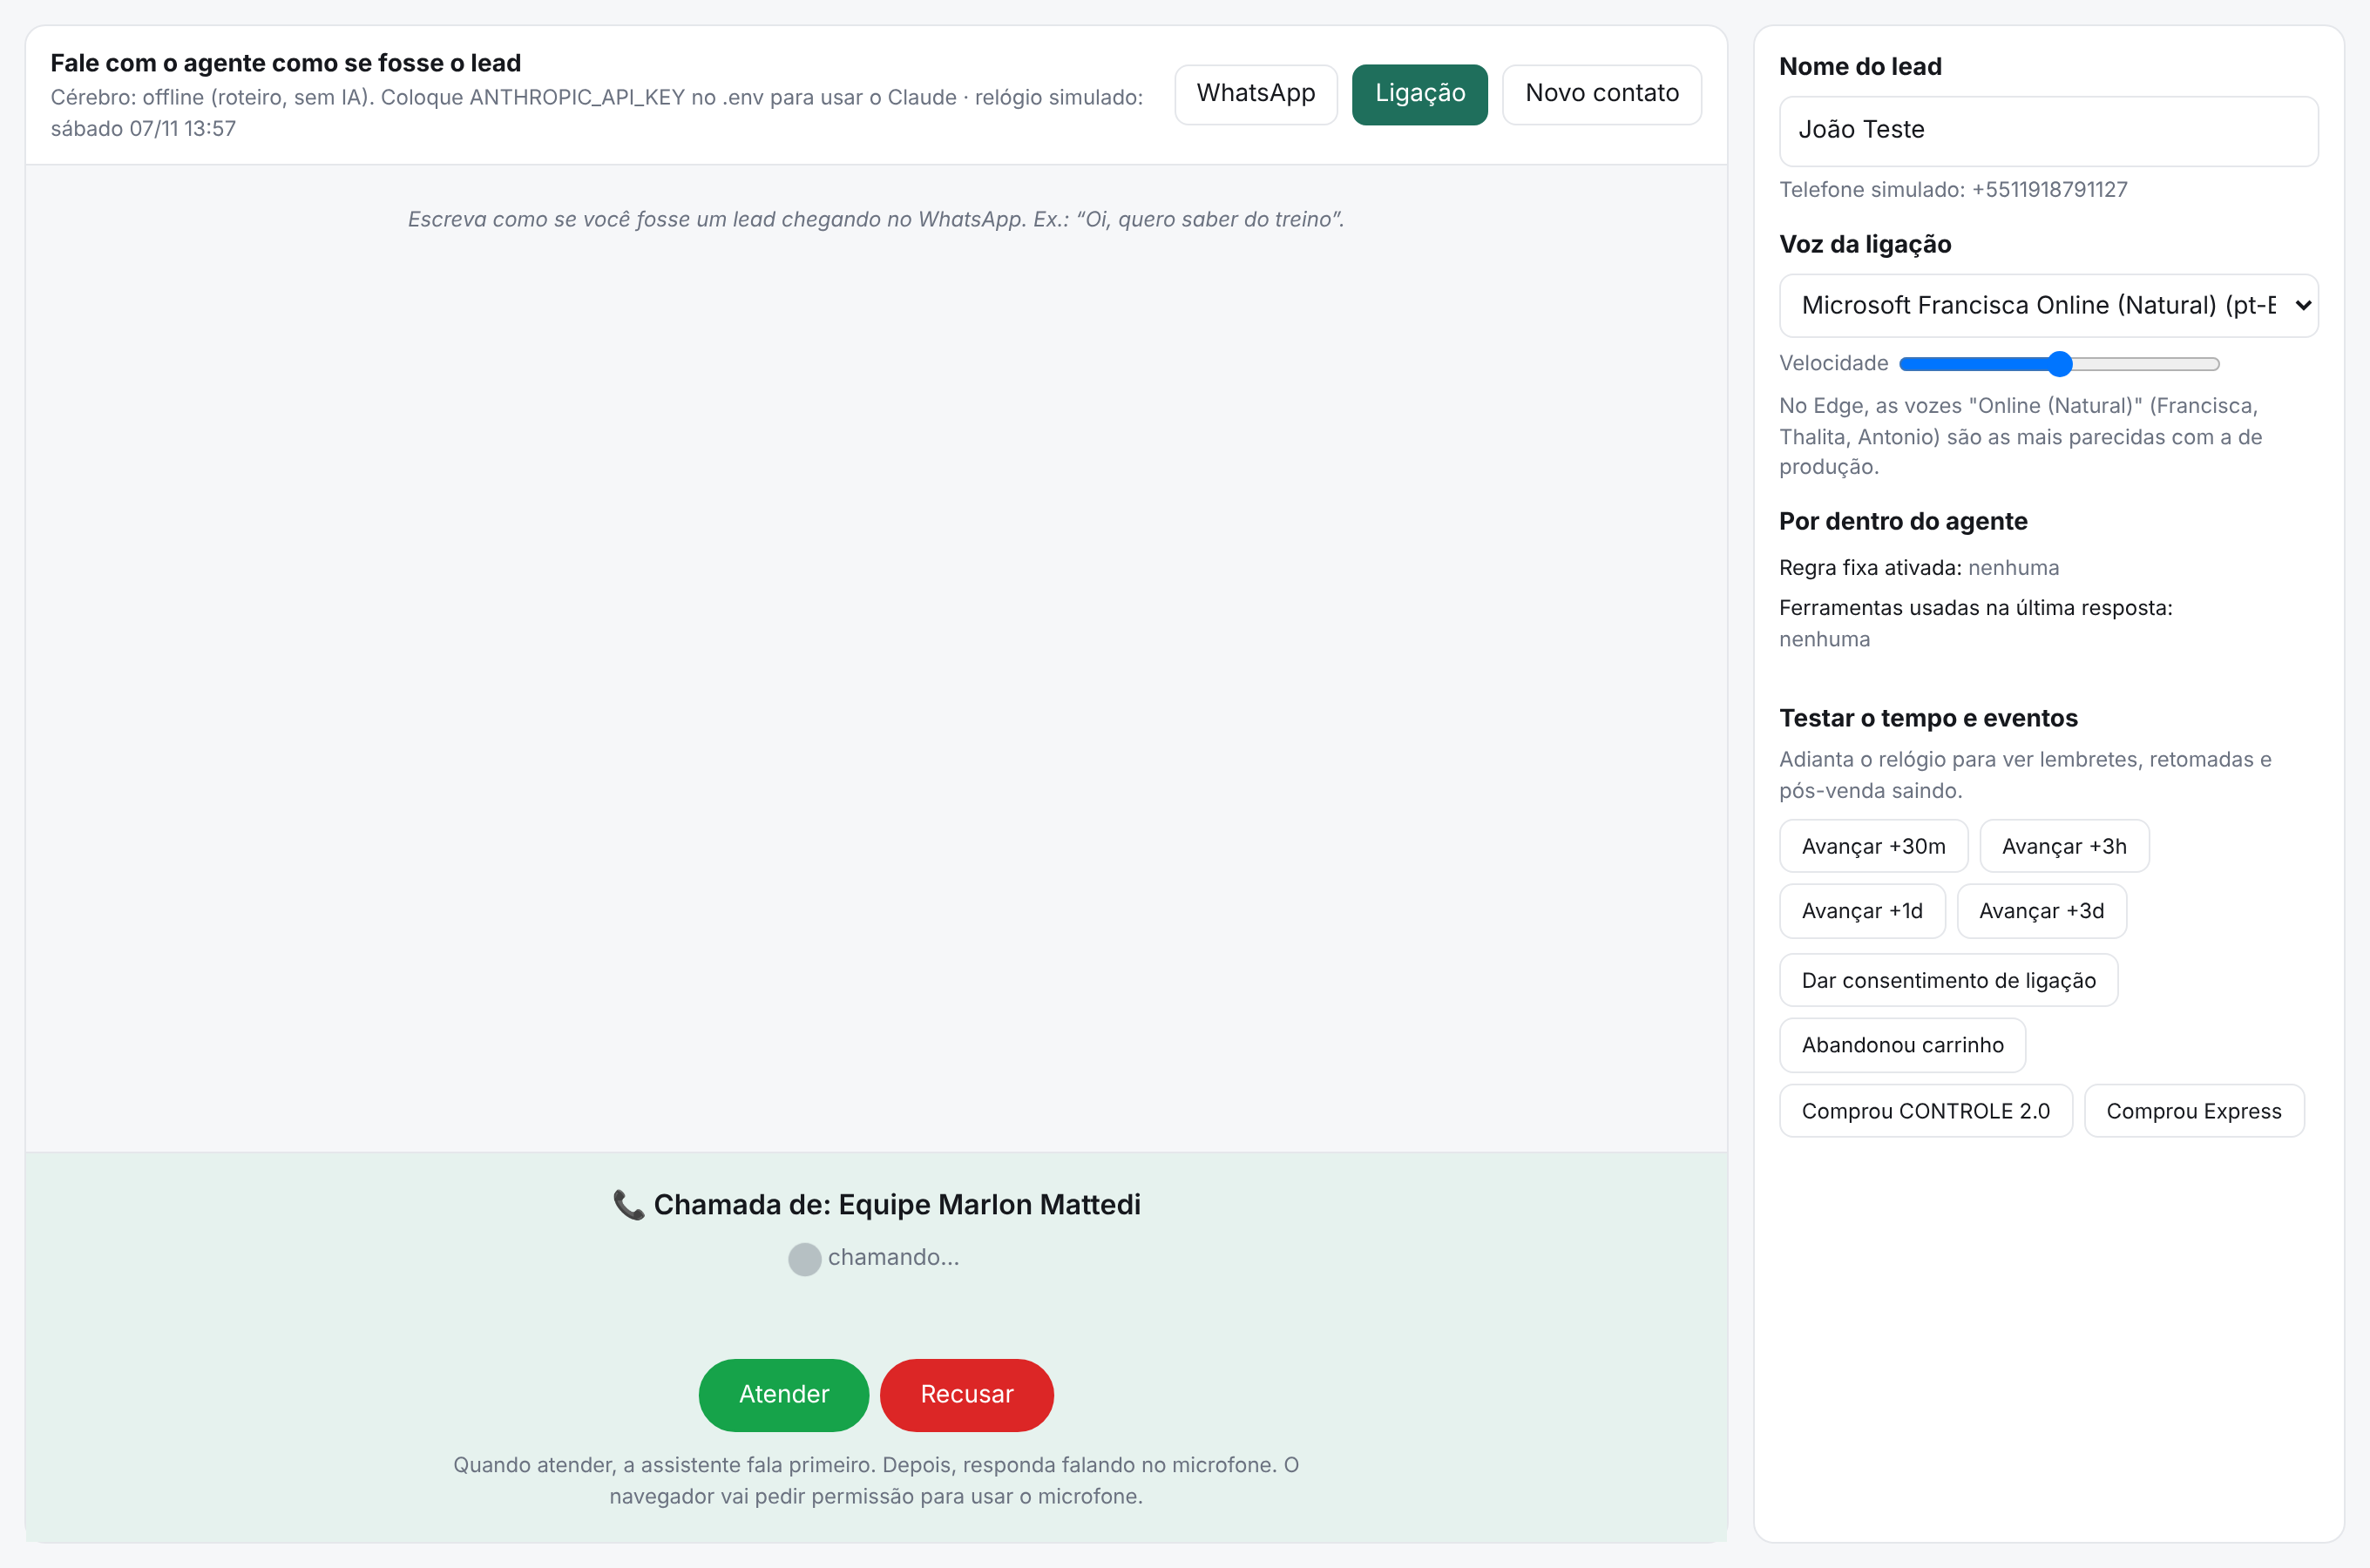 Fale com o agente como se fosse o lead
Cérebro: offline (roteiro, sem IA). Coloque ANTHROPIC_API_KEY no .env para usar o Claude · relógio simulado:
sábado 07/11 13:57
WhatsApp
Ligação
Novo contato
Escreva como se você fosse um lead chegando no WhatsApp. Ex.: “Oi, quero saber do treino”.
📞 Chamada de: Equipe Marlon Mattedi
chamando...
Atender
Recusar
Quando atender, a assistente fala primeiro. Depois, responda falando no microfone. O
navegador vai pedir permissão para usar o microfone.
Nome do lead
João Teste
Telefone simulado: +5511918791127
Voz da ligação
Microsoft Francisca Online (Natural) (pt-B
Velocidade
No Edge, as vozes "Online (Natural)" (Francisca,
Thalita, Antonio) são as mais parecidas com a de
produção.
Por dentro do agente
Regra fixa ativada: nenhuma
Ferramentas usadas na última resposta:
nenhuma
Testar o tempo e eventos
Adianta o relógio para ver lembretes, retomadas e
pós-venda saindo.
Avançar +30m
Avançar +3h
Avançar +1d
Avançar +3d
Dar consentimento de ligação
Abandonou carrinho
Comprou CONTROLE 2.0
Comprou Express